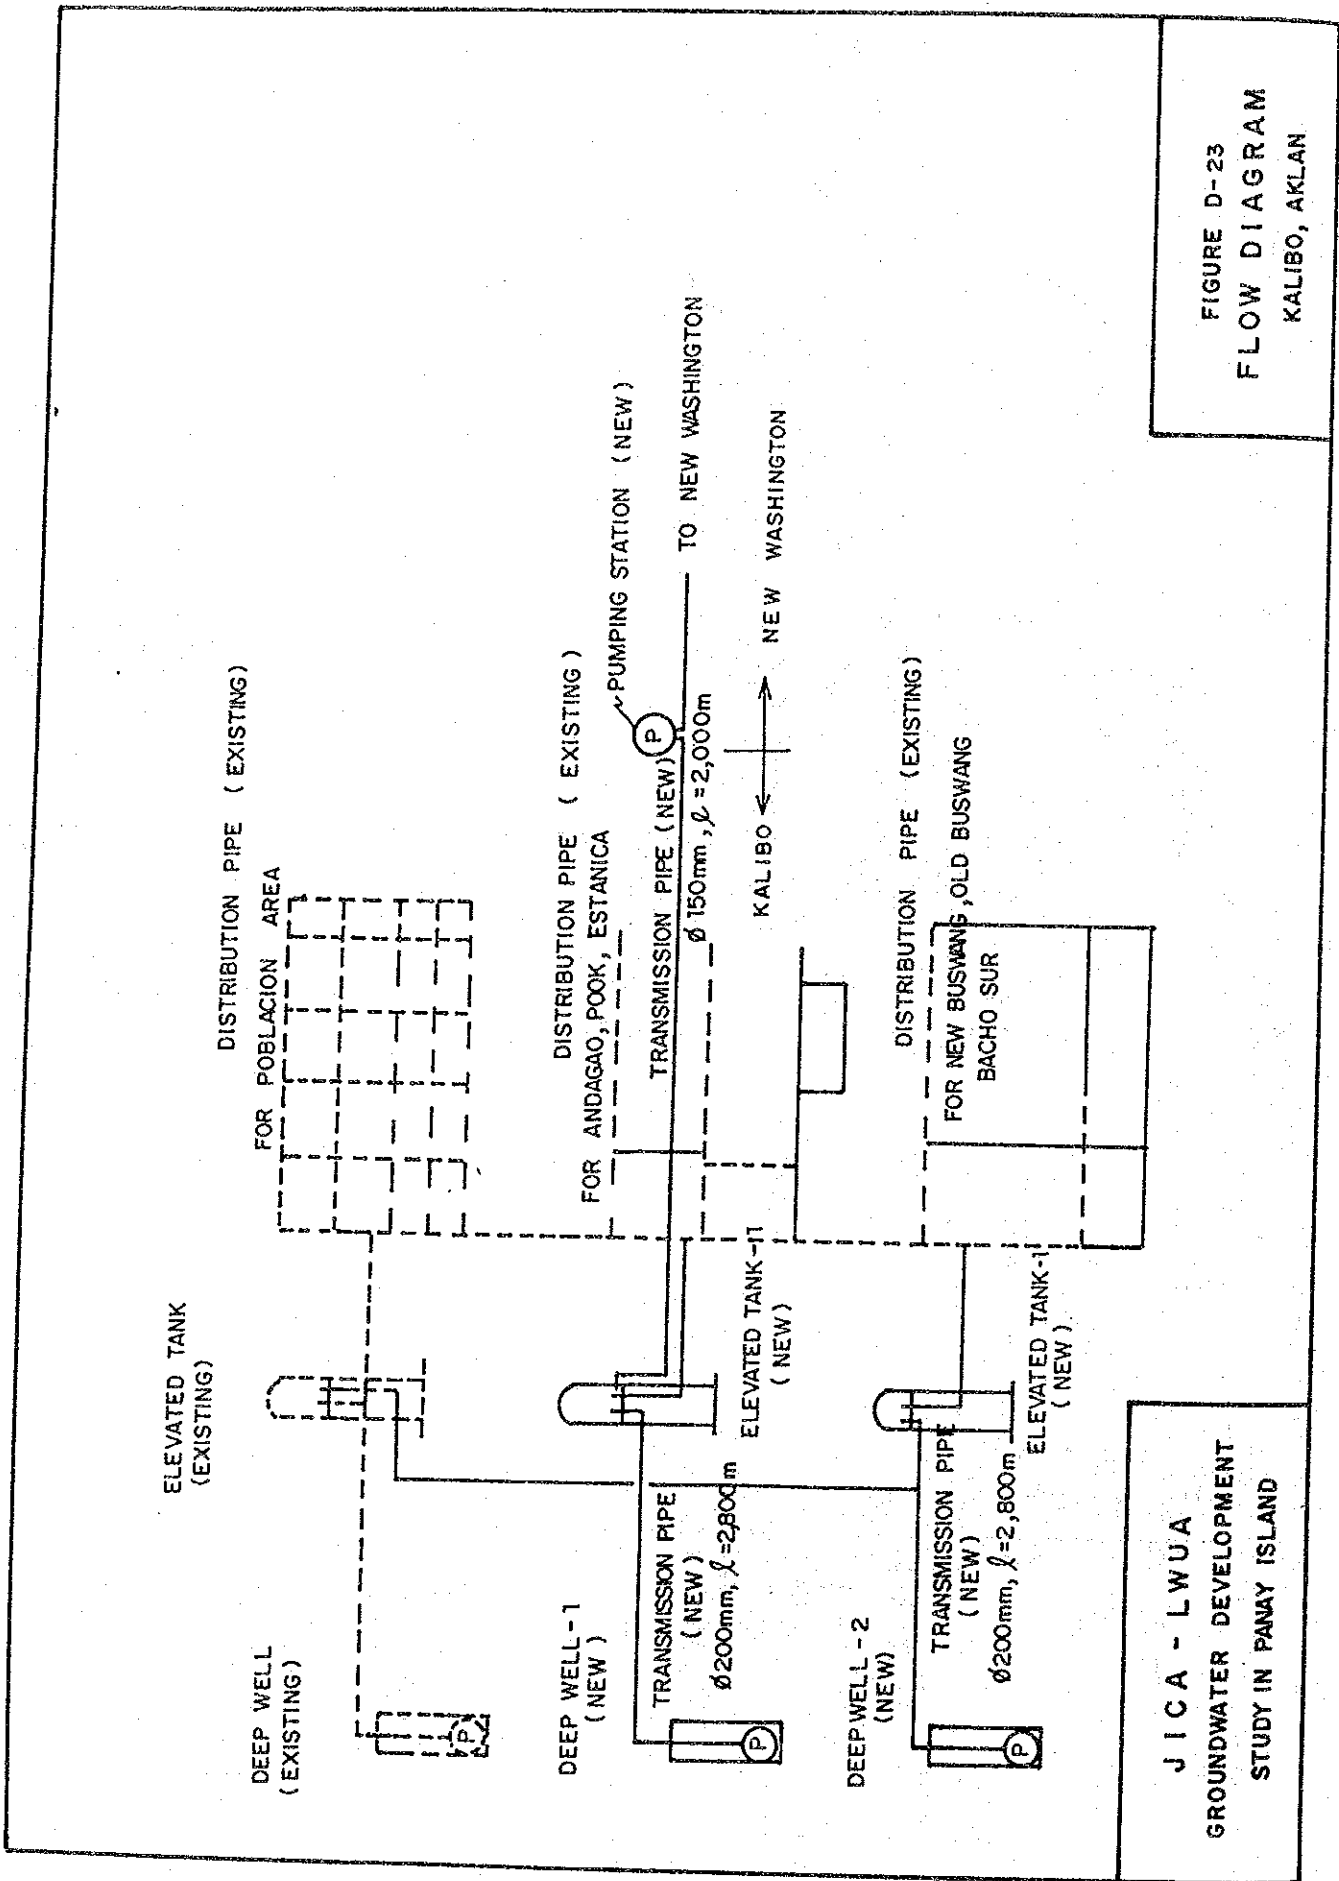 DEEP WELL
(EXISTING)
ELEVATED TANK
(EXISTING)
DISTRIBUTION PIPE (EXISTING)
FOR POBLACION AREA
P
DEEP WELL-1
(NEW)
TRANSMISSION PIPE
(NEW)
Ø200mm, ℓ=2,800m
P
ELEVATED TANK-11
(NEW)
DISTRIBUTION PIPE (EXISTING)
FOR ANDAGAO, POOK, ESTANICA
TRANSMISSION PIPE (NEW)
Ø150mm, ℓ=2,000m
P
PUMPING STATION (NEW)
TO NEW WASHINGTON
KALIBO
NEW WASHINGTON
DEEP WELL-2
(NEW)
TRANSMISSION PIPE
(NEW)
Ø200mm, ℓ=2,800m
P
ELEVATED TANK-1
(NEW)
DISTRIBUTION PIPE (EXISTING)
FOR NEW BUSWANG, OLD BUSWANG
BACHO SUR
JICA - LWUA
GROUNDWATER DEVELOPMENT
STUDY IN PANAY ISLAND
FIGURE D-23
FLOW DIAGRAM
KALIBO, AKLAN